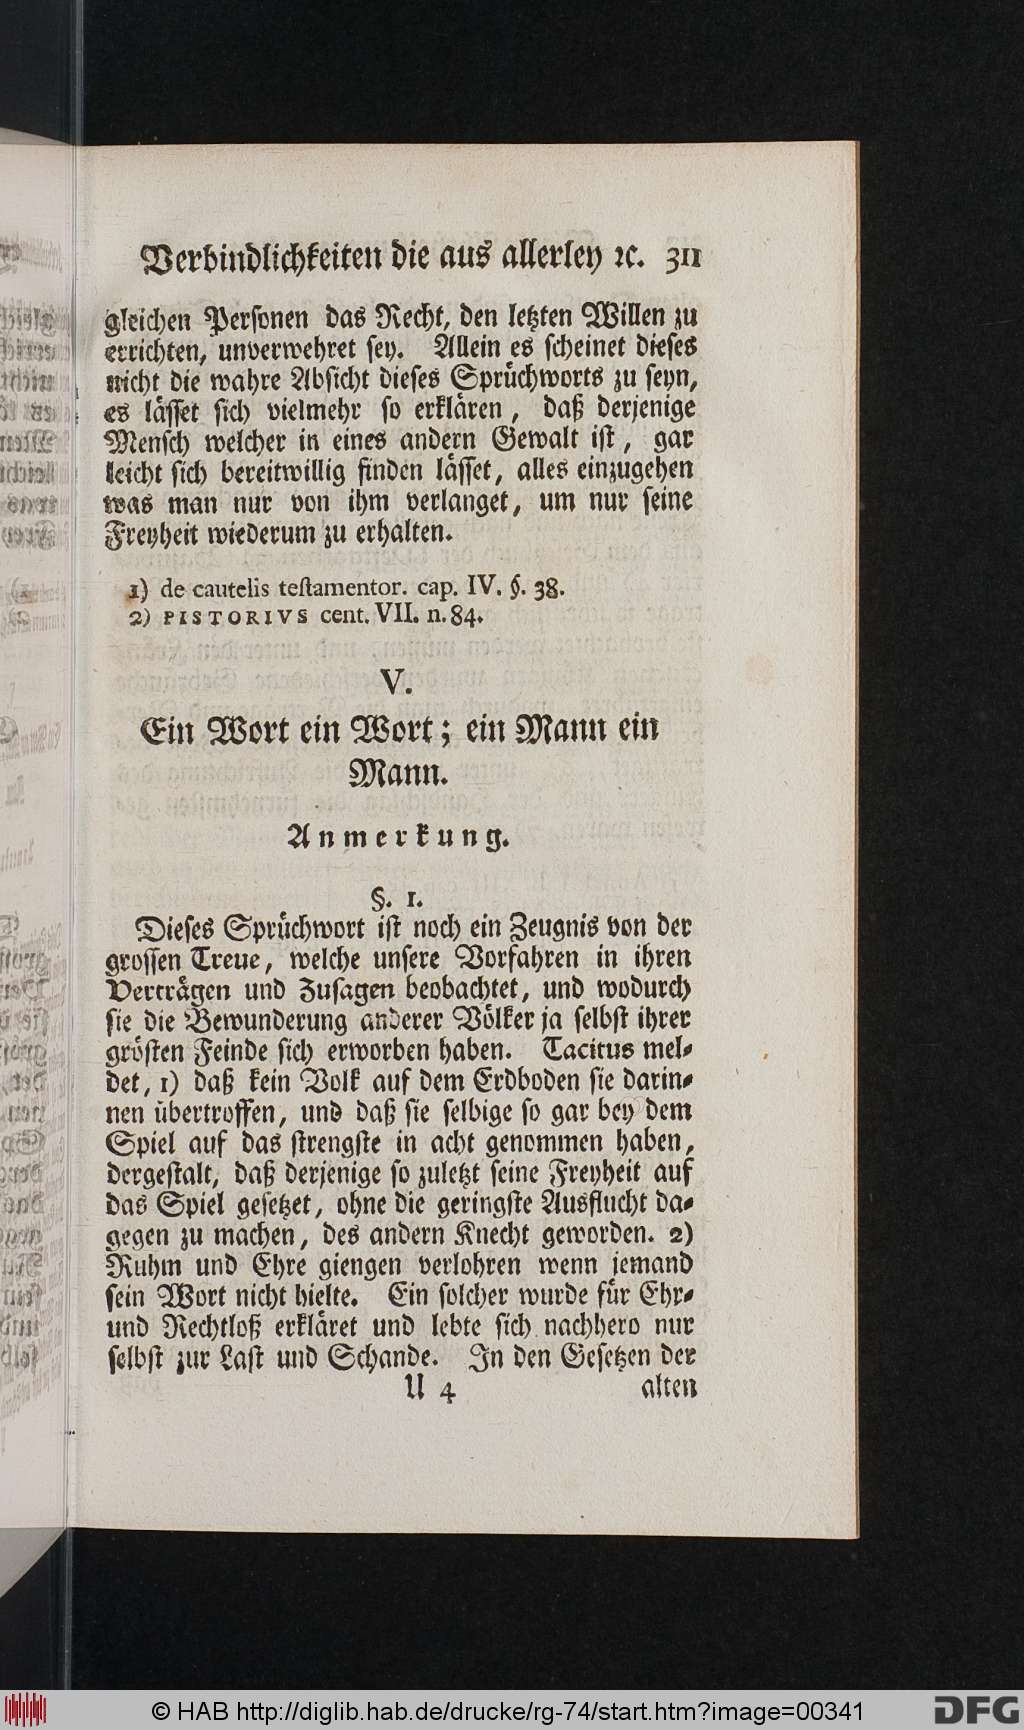 Verbindlichkeiten die aus allerley ꝛc. 311
gleichen Personen das Recht, den letzten Willen zu
errichten, unverwehret sey. Allein es scheinet dieses
nicht die wahre Absicht dieses Sprüchworts zu seyn,
es lässet sich vielmehr so erklären, daß derjenige
Mensch welcher in eines andern Gewalt ist, gar
leicht sich bereitwillig finden lässet, alles einzugehen
was man nur von ihm verlanget, um nur seine
Freyheit wiederum zu erhalten.
1) de cautelis testamentor. cap. IV. §. 38.
2) PISTORIVS cent. VII. n. 84.
V.
Ein Wort ein Wort; ein Mann ein
Mann.
Anmerkung.
§. 1.
Dieses Sprüchwort ist noch ein Zeugnis von der
grossen Treue, welche unsere Vorfahren in ihren
Verträgen und Zusagen beobachtet, und wodurch
sie die Bewunderung anderer Völker ja selbst ihrer
grösten Feinde sich erworben haben. Tacitus mel-
det, 1) daß kein Volk auf dem Erdboden sie darin-
nen übertroffen, und daß sie selbige so gar bey dem
Spiel auf das strengste in acht genommen haben,
dergestalt, daß derjenige so zuletzt seine Freyheit auf
das Spiel gesetzet, ohne die geringste Ausflucht da-
gegen zu machen, des andern Knecht geworden. 2)
Ruhm und Ehre giengen verlohren wenn jemand
sein Wort nicht hielte. Ein solcher wurde für Ehr-
und Rechtloß erkläret und lebte sich nachhero nur
selbst zur Last und Schande. In den Gesetzen der
U 4 alten
© HAB http://diglib.hab.de/drucke/rg-74/start.htm?image=00341 DFG